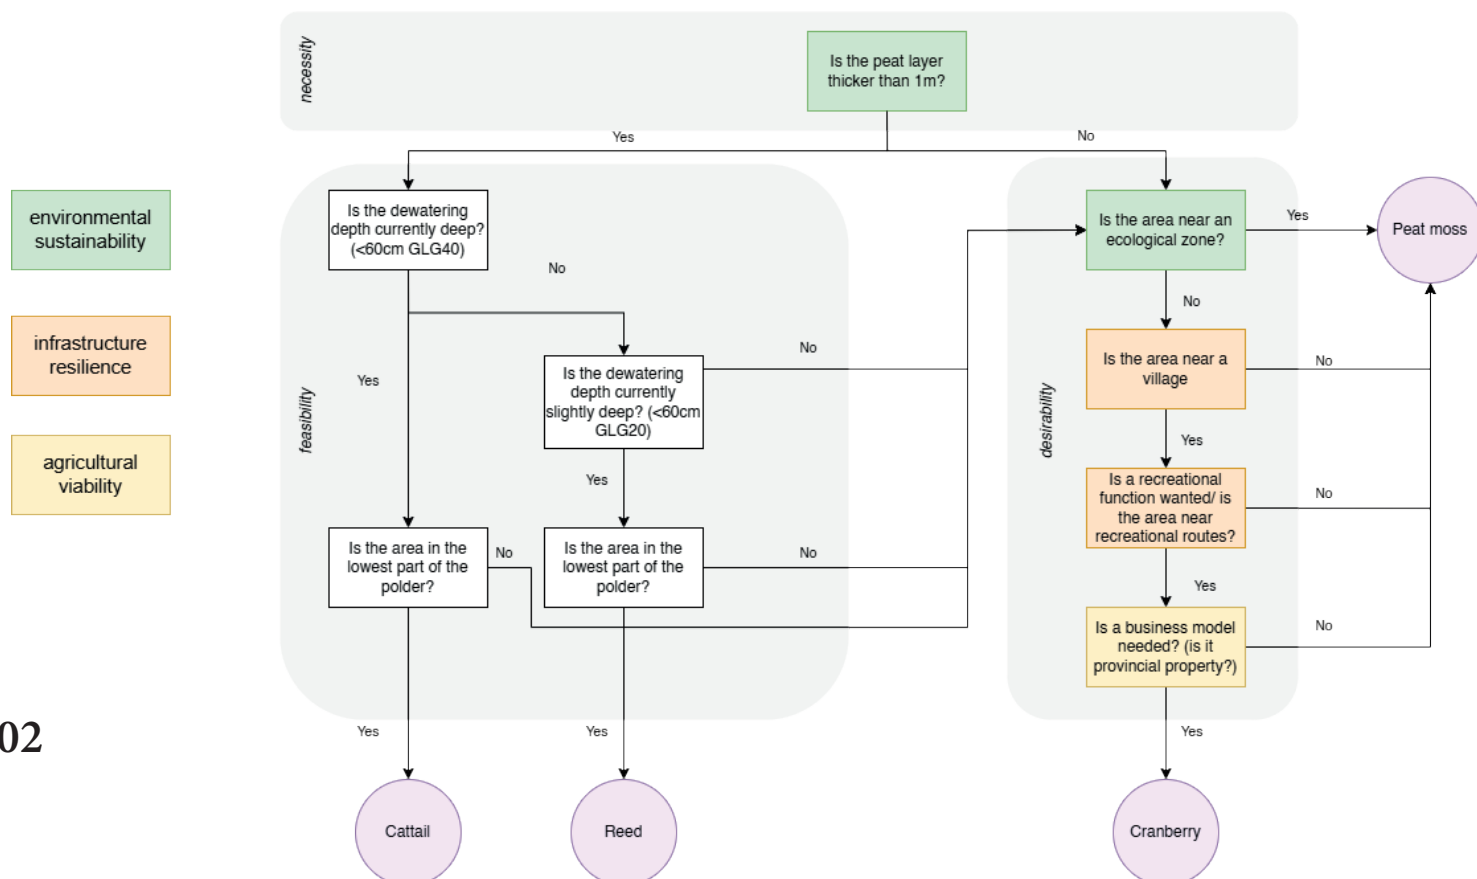 necessity
Is the peat layer
thicker than 1m?
Yes
No
environmental
sustainability
infrastructure
resilience
agricultural
viability
feasibility
Is the dewatering
depth currently deep?
(<60cm GLG40)
No
Yes
Is the dewatering
depth currently
slightly deep? (<60cm
GLG20)
No
Yes
Is the area in the
lowest part of the
polder?
No
Is the area in the
lowest part of the
polder?
No
Yes
Yes
Cattail
Reed
desirability
Is the area near an
ecological zone?
Yes
Peat moss
No
Is the area near a
village
No
Yes
Is a recreational
function wanted/ is
the area near
recreational routes?
No
Yes
Is a business model
needed? (is it
provincial property?)
No
Yes
Cranberry
02